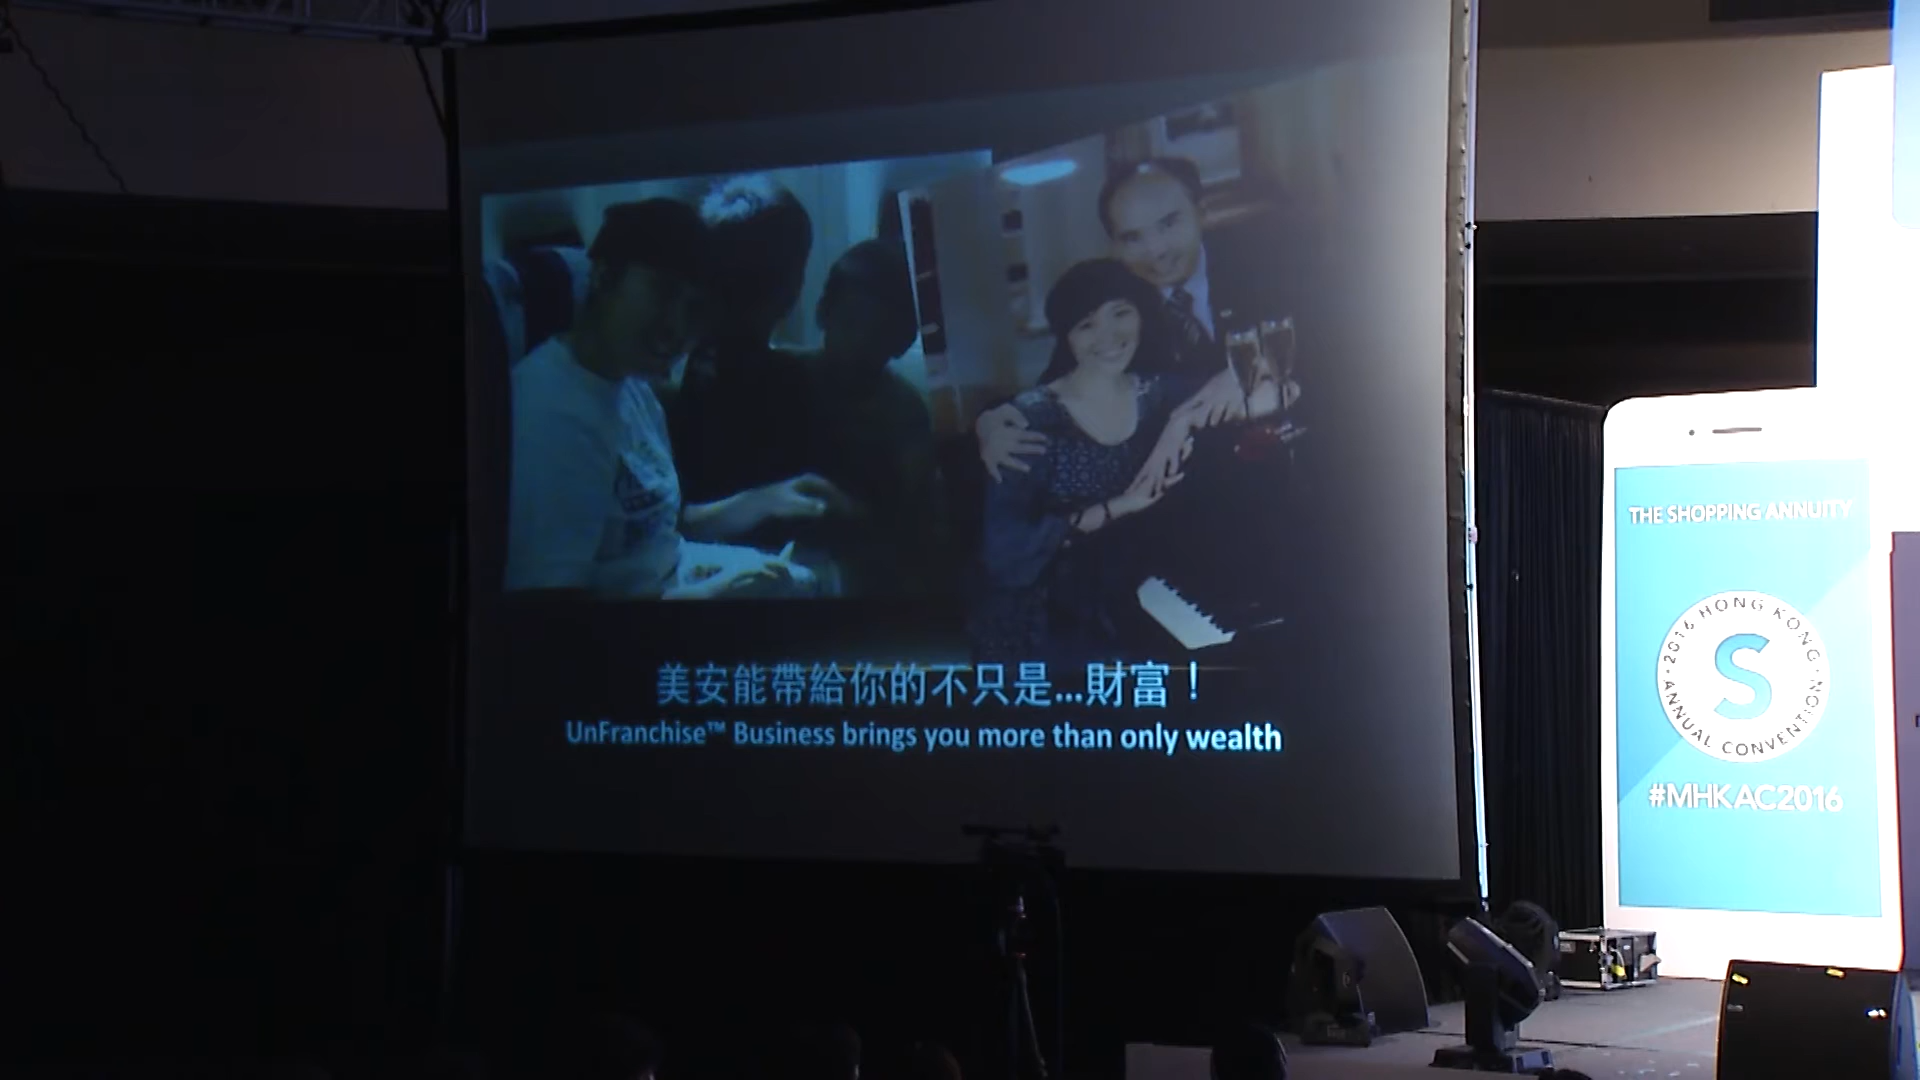 美安能帶給你的不只是...財富！
UnFranchise™ Business brings you more than only wealth
THE SHOPPING ANNUITY
· 2016 HONG KONG ·
S
ANNUAL CONVENTION
#MHKAC2016